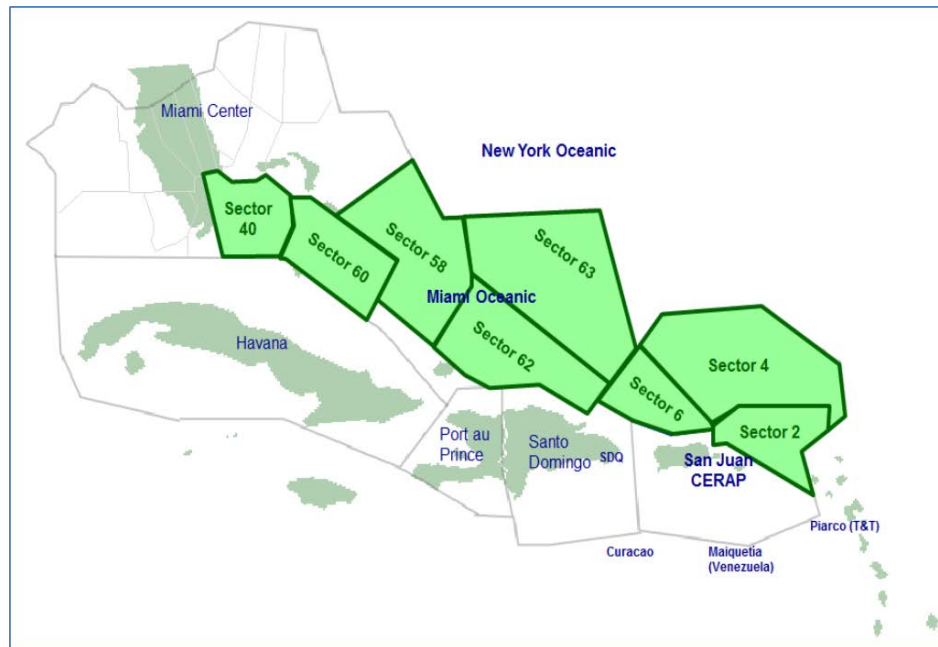 Miami Center
New York Oceanic
Sector
40
Sector 60
Sector 58
Sector 63
Miami Oceanic
Havana
Sector 62
Sector 4
Sector 6
Sector 2
Port au
Prince
Santo
Domingo
SDQ
San Juan
CERAP
Piarco (T&T)
Curacao
Maiquetia
(Venezuela)